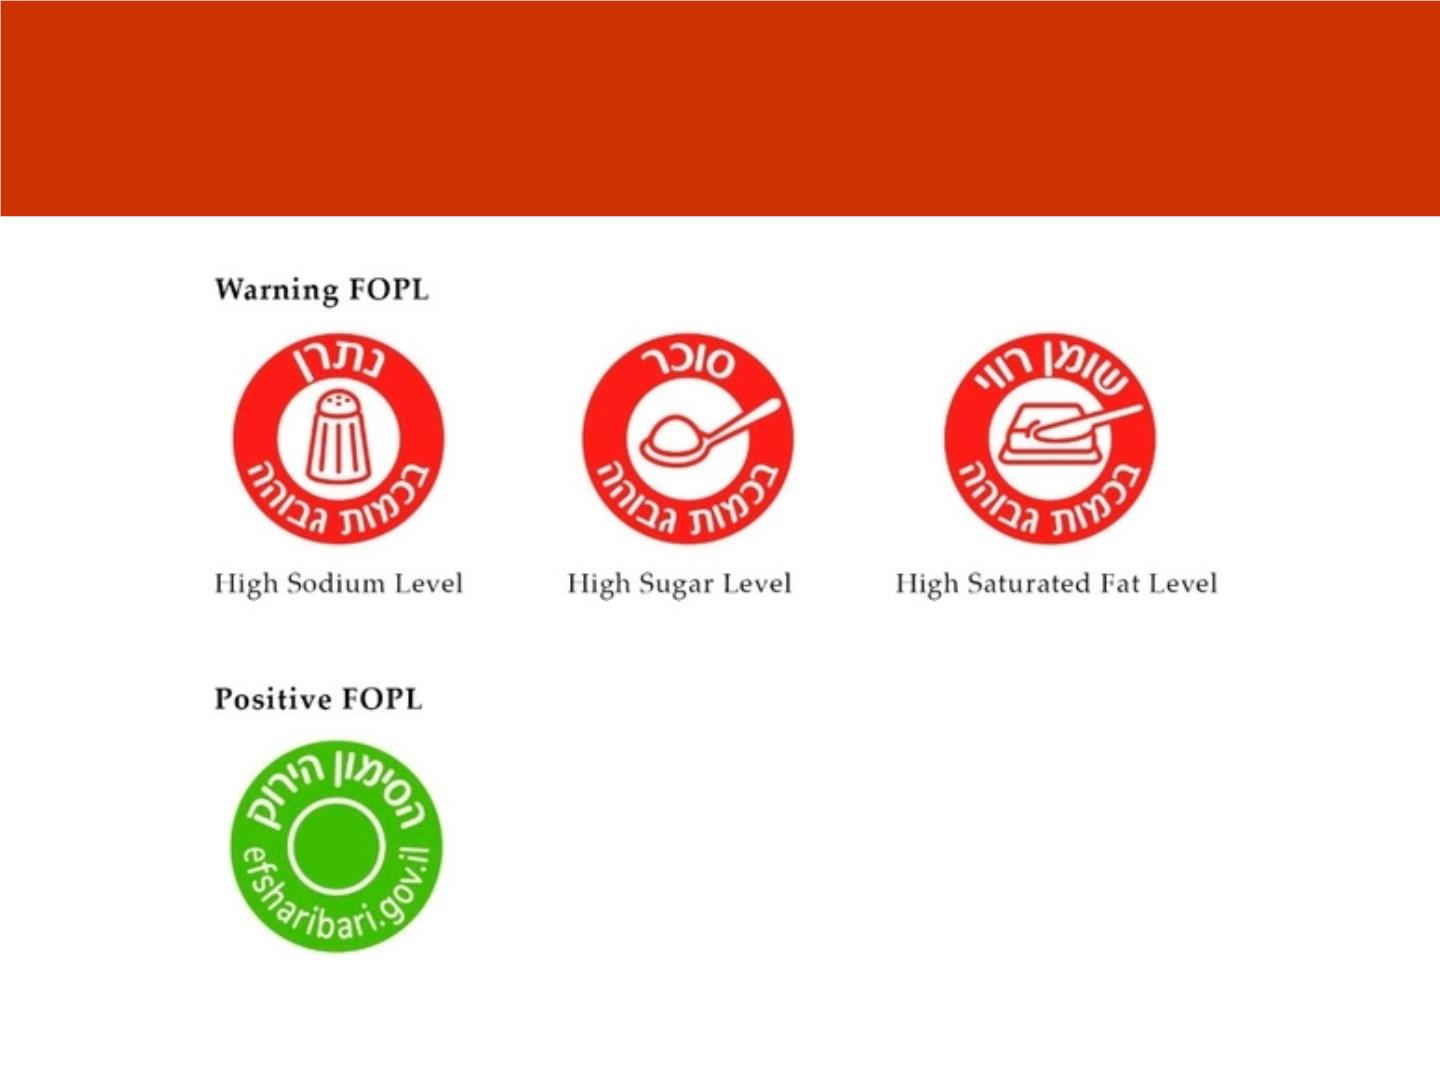 Warning FOPL
נתרן
בכמות גבוהה
סוכר
בכמות גבוהה
שומן רווי
בכמות גבוהה
High Sodium Level
High Sugar Level
High Saturated Fat Level
Positive FOPL
הסימון הירוק
efsharibari.gov.il